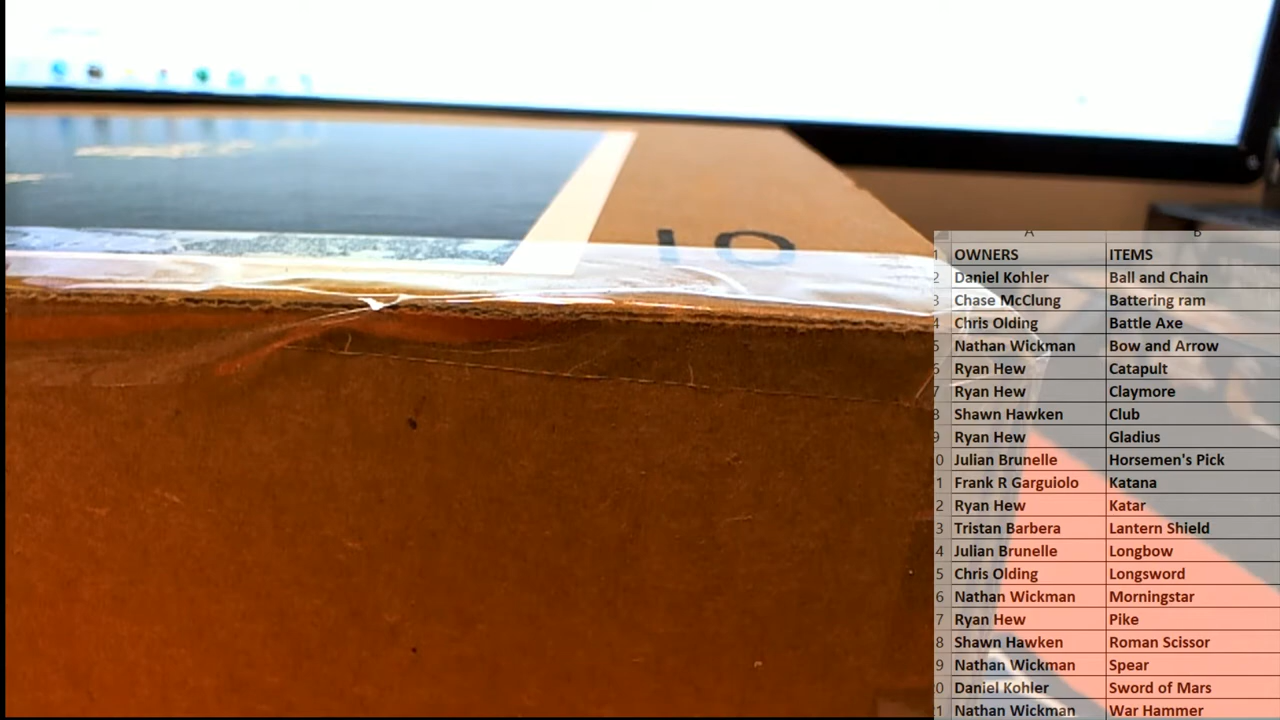 10
A B
1 OWNERS ITEMS
2 Daniel Kohler Ball and Chain
3 Chase McClung Battering ram
4 Chris Olding Battle Axe
5 Nathan Wickman Bow and Arrow
6 Ryan Hew Catapult
7 Ryan Hew Claymore
8 Shawn Hawken Club
9 Ryan Hew Gladius
0 Julian Brunelle Horsemen's Pick
1 Frank R Garguiolo Katana
2 Ryan Hew Katar
3 Tristan Barbera Lantern Shield
4 Julian Brunelle Longbow
5 Chris Olding Longsword
6 Nathan Wickman Morningstar
7 Ryan Hew Pike
8 Shawn Hawken Roman Scissor
9 Nathan Wickman Spear
0 Daniel Kohler Sword of Mars
1 Nathan Wickman War Hammer